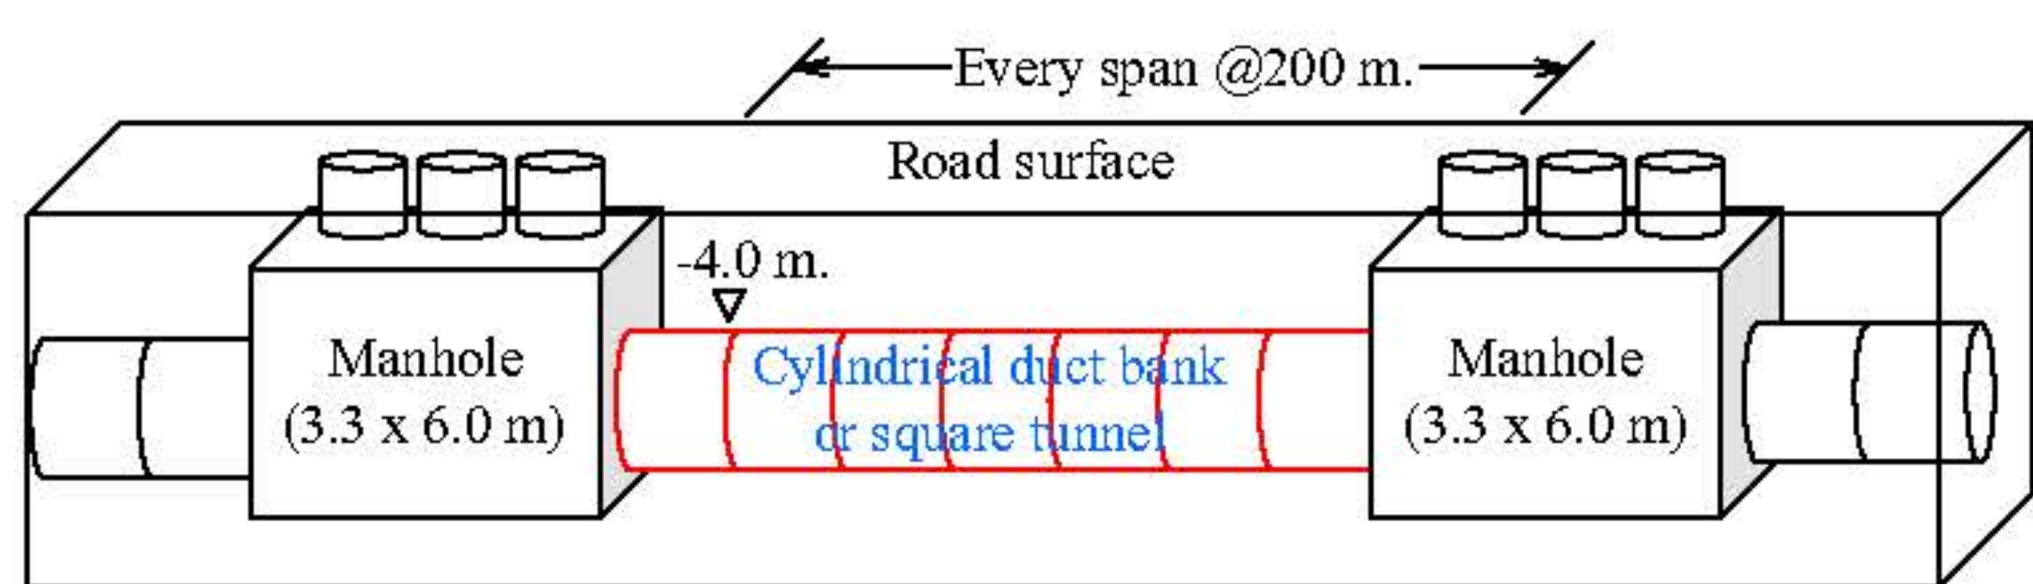 Every span @200 m.
Road surface
-4.0 m.
Manhole
(3.3 x 6.0 m)
Cylindrical duct bank
or square tunnel
Manhole
(3.3 x 6.0 m)